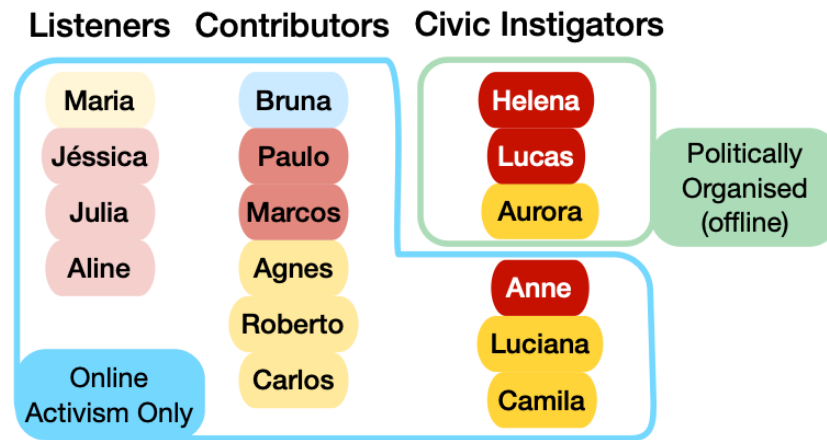 Listeners
Contributors
Civic Instigators
Maria
Jéssica
Julia
Aline
Bruna
Paulo
Marcos
Agnes
Roberto
Carlos
Helena
Lucas
Aurora
Anne
Luciana
Camila
Politically
Organised
(offline)
Online
Activism Only